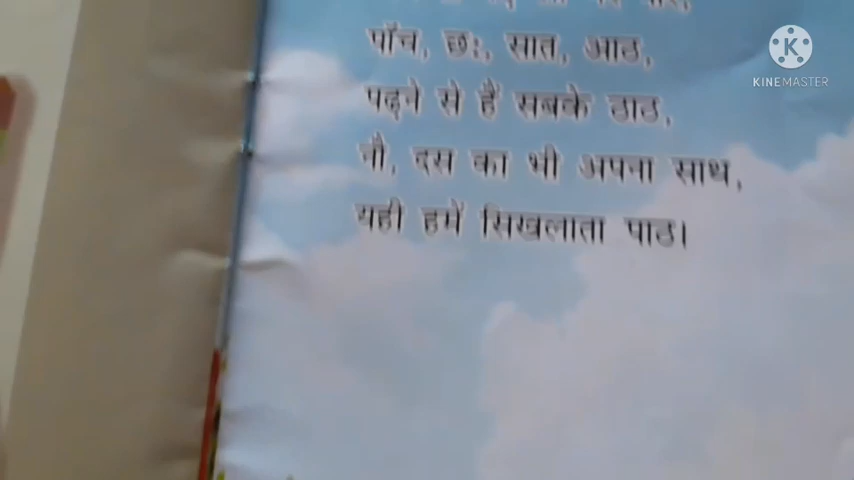 पाँच, छः, सात, आठ,
पढ़ने से हैं सबके ठाठ,
नौ, दस का भी अपना साथ,
यही हमें सिखलाता पाठ।
KINEMASTER